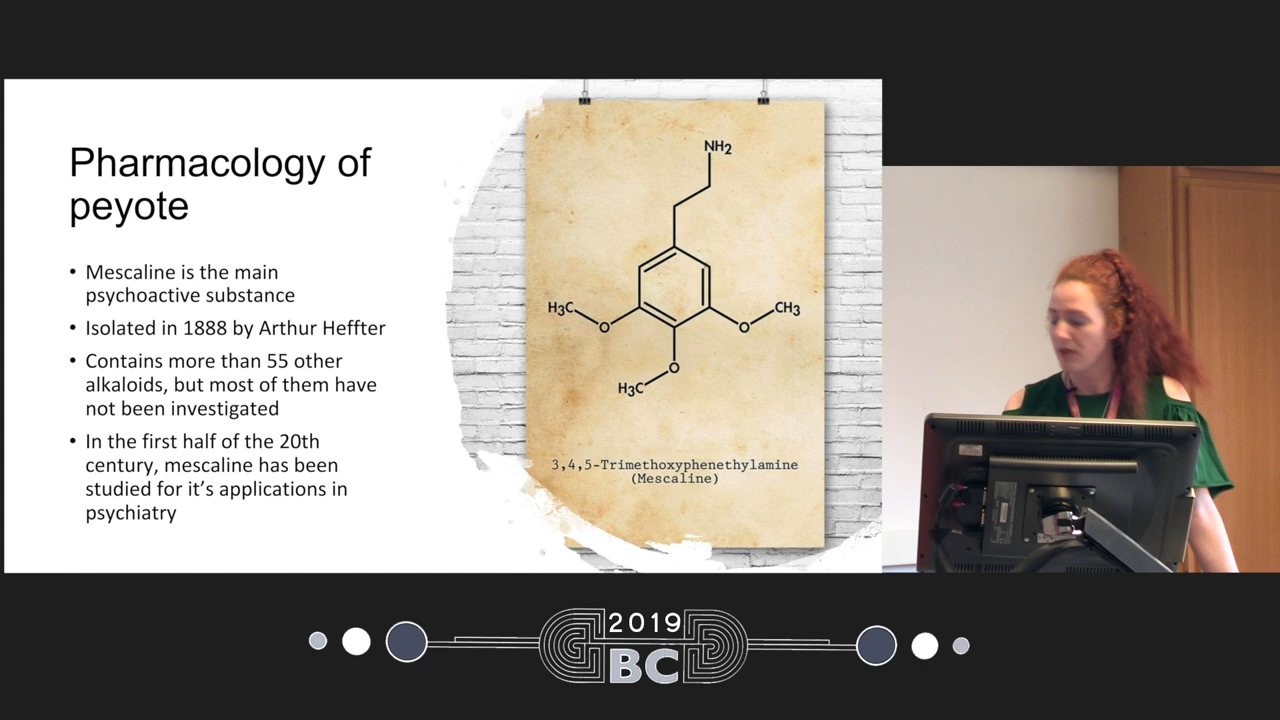 Pharmacology of
peyote
• Mescaline is the main
psychoactive substance
• Isolated in 1888 by Arthur Heffter
• Contains more than 55 other
alkaloids, but most of them have
not been investigated
• In the first half of the 20th
century, mescaline has been
studied for it’s applications in
psychiatry
NH2
H3C
O
O
CH3
O
H3C
3,4,5-Trimethoxyphenethylamine
(Mescaline)
2019
BC